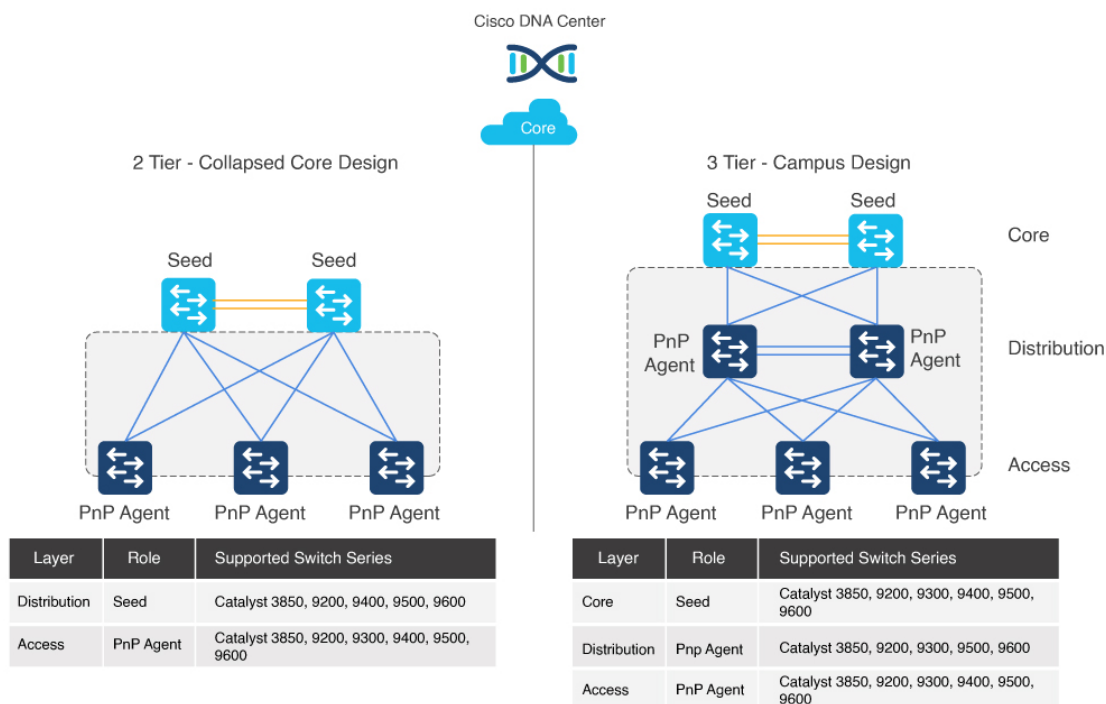 Cisco DNA Center
Core
2 Tier - Collapsed Core Design
Seed
Seed
PnP Agent
PnP Agent
PnP Agent
Layer
Role
Supported Switch Series
Distribution
Seed
Catalyst 3850, 9200, 9400, 9500, 9600
Access
PnP Agent
Catalyst 3850, 9200, 9300, 9400, 9500,
9600
3 Tier - Campus Design
Seed
Seed
Core
PnP
Agent
PnP
Agent
Distribution
Access
PnP Agent
PnP Agent
PnP Agent
Layer
Role
Supported Switch Series
Core
Seed
Catalyst 3850, 9200, 9300, 9400, 9500,
9600
Distribution
Pnp Agent
Catalyst 3850, 9200, 9300, 9500, 9600
Access
PnP Agent
Catalyst 3850, 9200, 9300, 9400, 9500,
9600